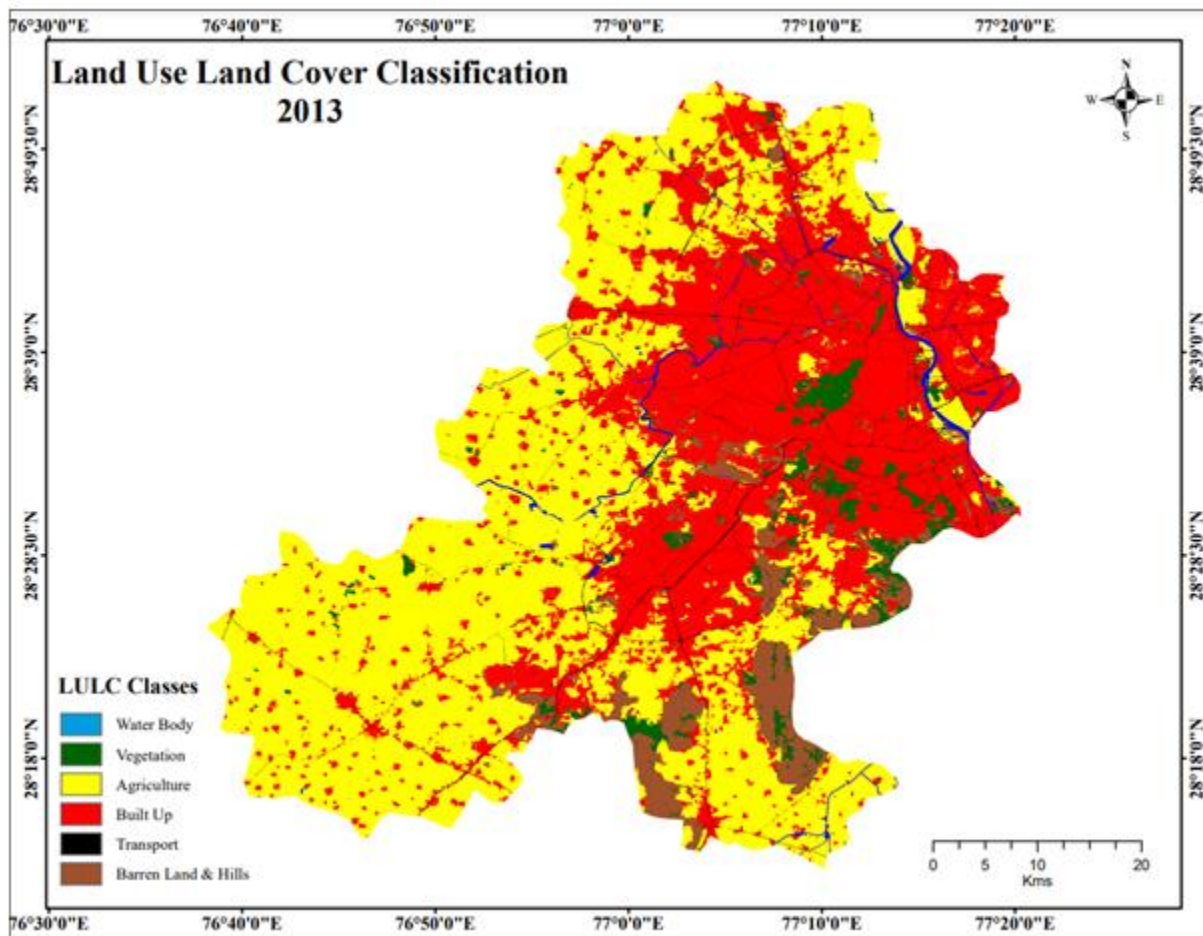 76°30'0"E 76°40'0"E 76°50'0"E 77°0'0"E 77°10'0"E 77°20'0"E
Land Use Land Cover Classification
2013
N
W E
S
28°49'30"N 28°49'30"N
28°39'0"N 28°39'0"N
28°28'30"N 28°28'30"N
28°18'0"N 28°18'0"N
LULC Classes
Water Body
Vegetation
Agriculture
Built Up
Transport
Barren Land & Hills
0 5 10 20
Kms
76°30'0"E 76°40'0"E 76°50'0"E 77°0'0"E 77°10'0"E 77°20'0"E